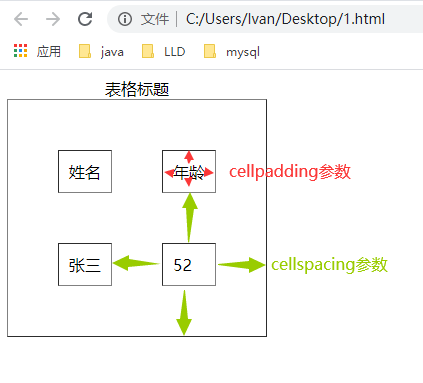 文件 C:/Users/Ivan/Desktop/1.html
应用 java LLD mysql
表格标题
姓名 年龄 cellpadding参数
张三 52 cellspacing参数